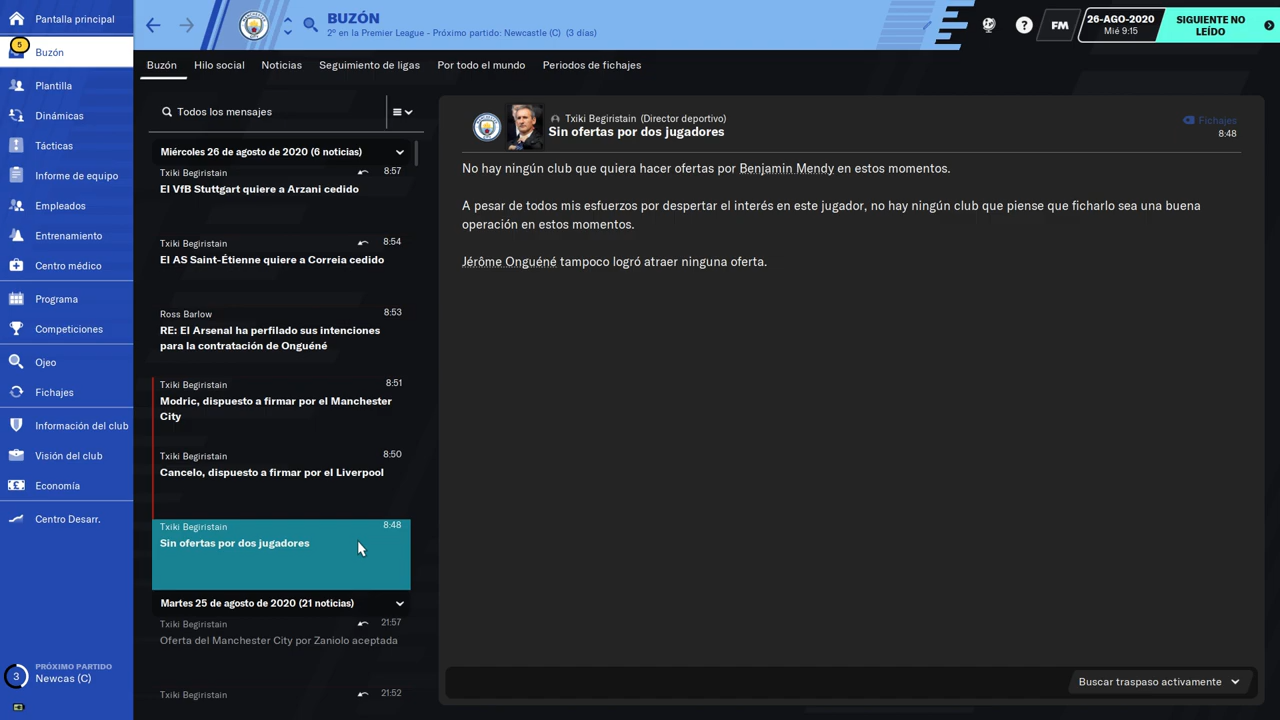 Pantalla principal
5
Buzón
Plantilla
Dinámicas
Tácticas
Informe de equipo
Empleados
Entrenamiento
Centro médico
Programa
Competiciones
Ojeo
Fichajes
Información del club
Visión del club
Economía
Centro Desarr.
3
PRÓXIMO PARTIDO
Newcas (C)
BUZÓN
2º en la Premier League - Próximo partido: Newcastle (C) (3 días)
FM
26-AGO-2020
Mié 9:15
SIGUIENTE NO
LEÍDO
Buzón Hilo social Noticias Seguimiento de ligas Por todo el mundo Periodos de fichajes
Todos los mensajes
Miércoles 26 de agosto de 2020 (6 noticias)
Txiki Begiristain 8:57
El VfB Stuttgart quiere a Arzani cedido
Txiki Begiristain 8:54
El AS Saint-Étienne quiere a Correia cedido
Ross Barlow 8:53
RE: El Arsenal ha perfilado sus intenciones
para la contratación de Onguéné
Txiki Begiristain 8:51
Modric, dispuesto a firmar por el Manchester
City
Txiki Begiristain 8:50
Cancelo, dispuesto a firmar por el Liverpool
Txiki Begiristain 8:48
Sin ofertas por dos jugadores
Martes 25 de agosto de 2020 (21 noticias)
Txiki Begiristain 21:57
Oferta del Manchester City por Zaniolo aceptada
Txiki Begiristain 21:52
Txiki Begiristain (Director deportivo)
Sin ofertas por dos jugadores
Fichajes
8:48
No hay ningún club que quiera hacer ofertas por Benjamin Mendy en estos momentos.
A pesar de todos mis esfuerzos por despertar el interés en este jugador, no hay ningún club que piense que ficharlo sea una buena
operación en estos momentos.
Jérôme Onguéné tampoco logró atraer ninguna oferta.
Buscar traspaso activamente